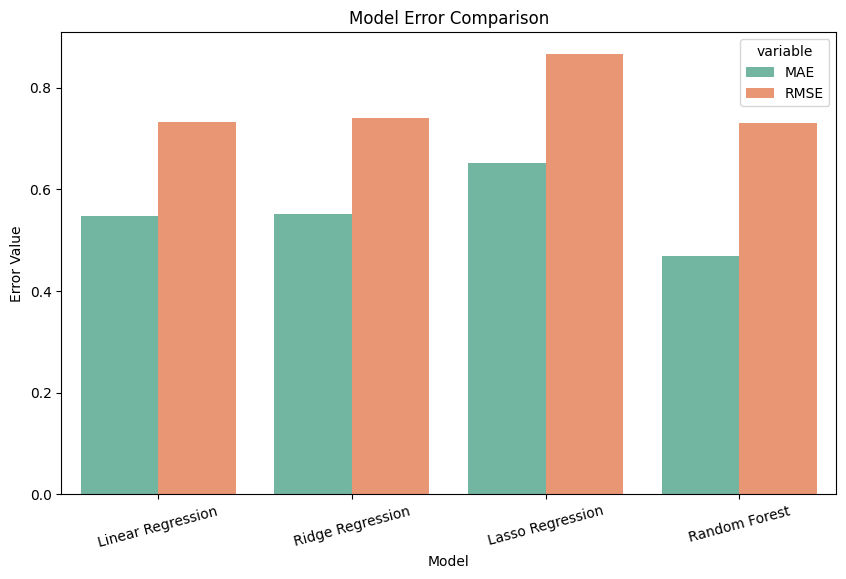 Model Error Comparison
variable
MAE
RMSE
Error Value
0.8
0.6
0.4
0.2
0.0
Linear Regression
Ridge Regression
Lasso Regression
Random Forest
Model